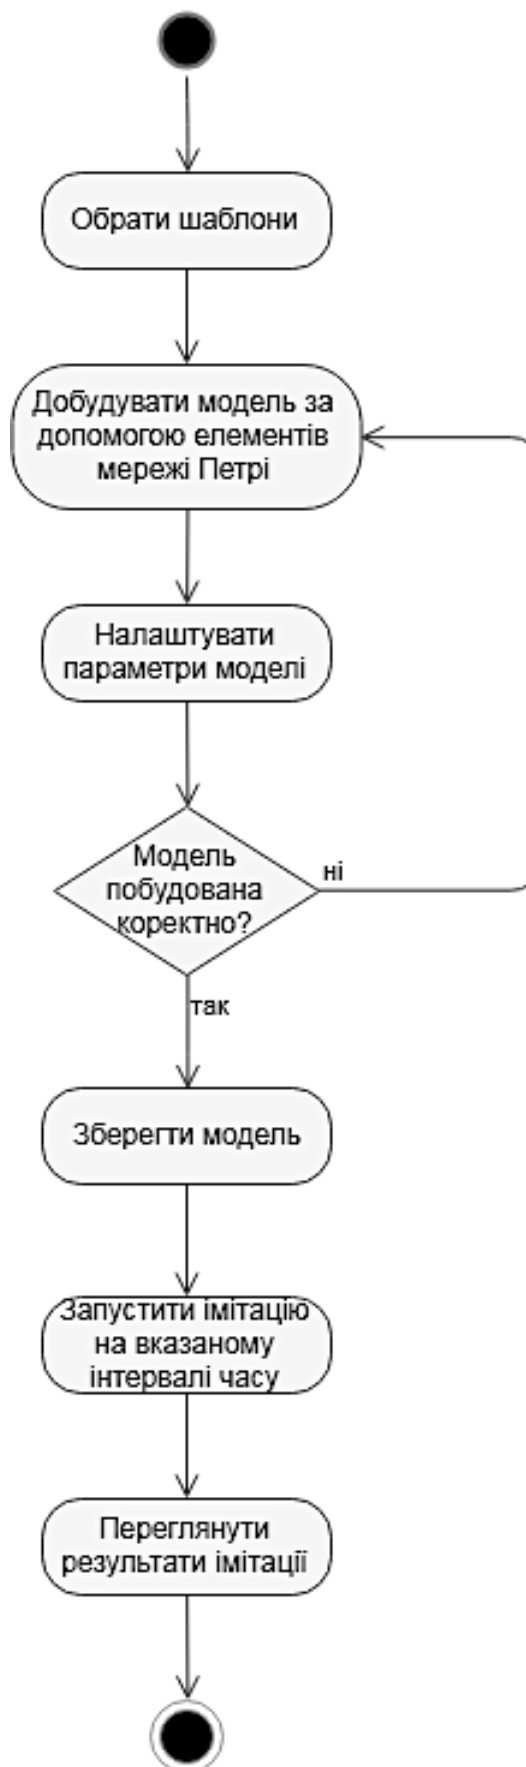 Обрати шаблони
Добудувати модель за
допомогою елементів
мережі Петрі
Налаштувати
параметри моделі
Модель
побудована
коректно?
ні
так
Зберегти модель
Запустити імітацію
на вказаному
інтервалі часу
Переглянути
результати імітації